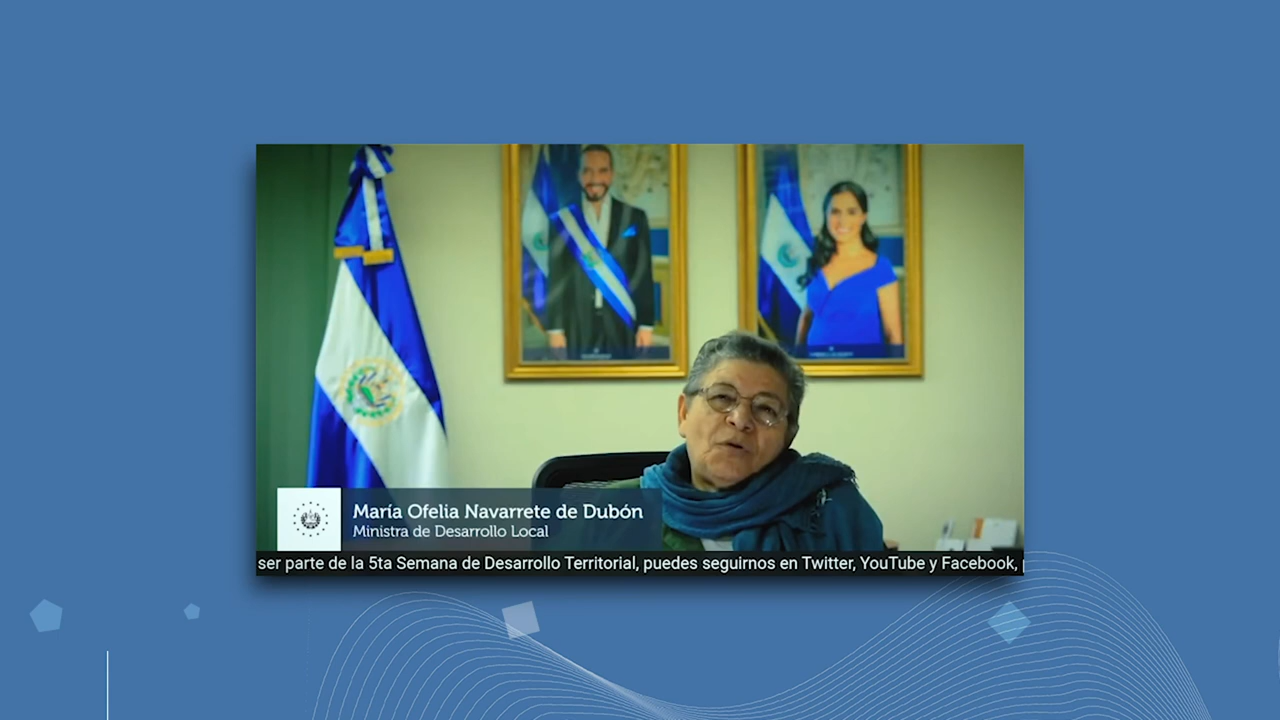 María Ofelia Navarrete de Dubón
Ministra de Desarrollo Local
ser parte de la 5ta Semana de Desarrollo Territorial, puedes seguirnos en Twitter, YouTube y Facebook,